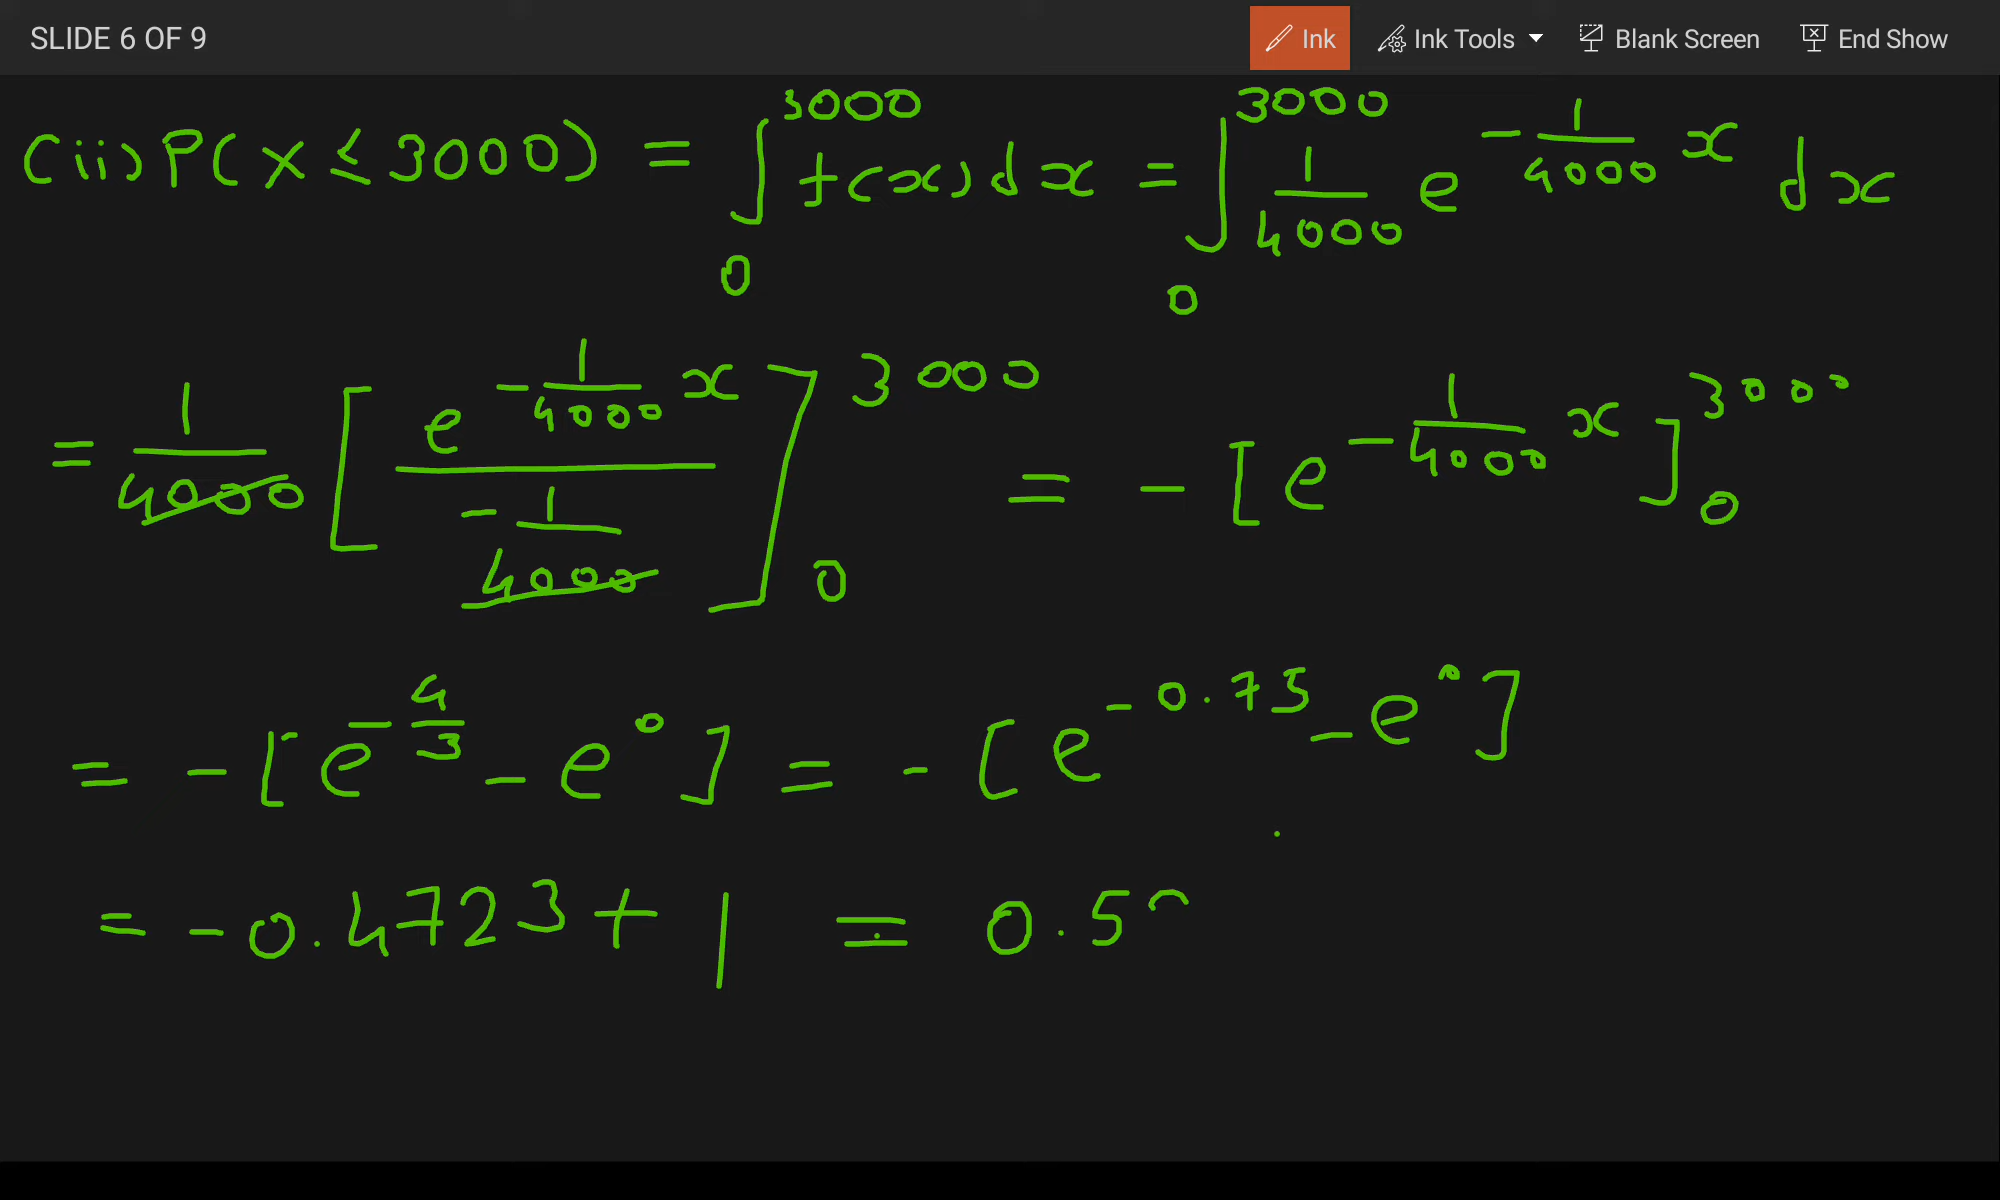 SLIDE 6 OF 9 Ink Ink Tools Blank Screen End Show
(ii) P(X ≤ 3000) = ∫₀³⁰⁰⁰ f(x) dx = ∫₀³⁰⁰⁰ 1/4000 e^(-1/4000 x) dx
= 1/4000 [ e^(-1/4000 x) / (-1/4000) ]₀³⁰⁰⁰ = - [ e^(-1/4000 x) ]₀³⁰⁰⁰
= - [ e^(-4/3) - e^0 ] = - [ e^(-0.75) - e^0 ]
= - 0.4723 + 1 = 0.5